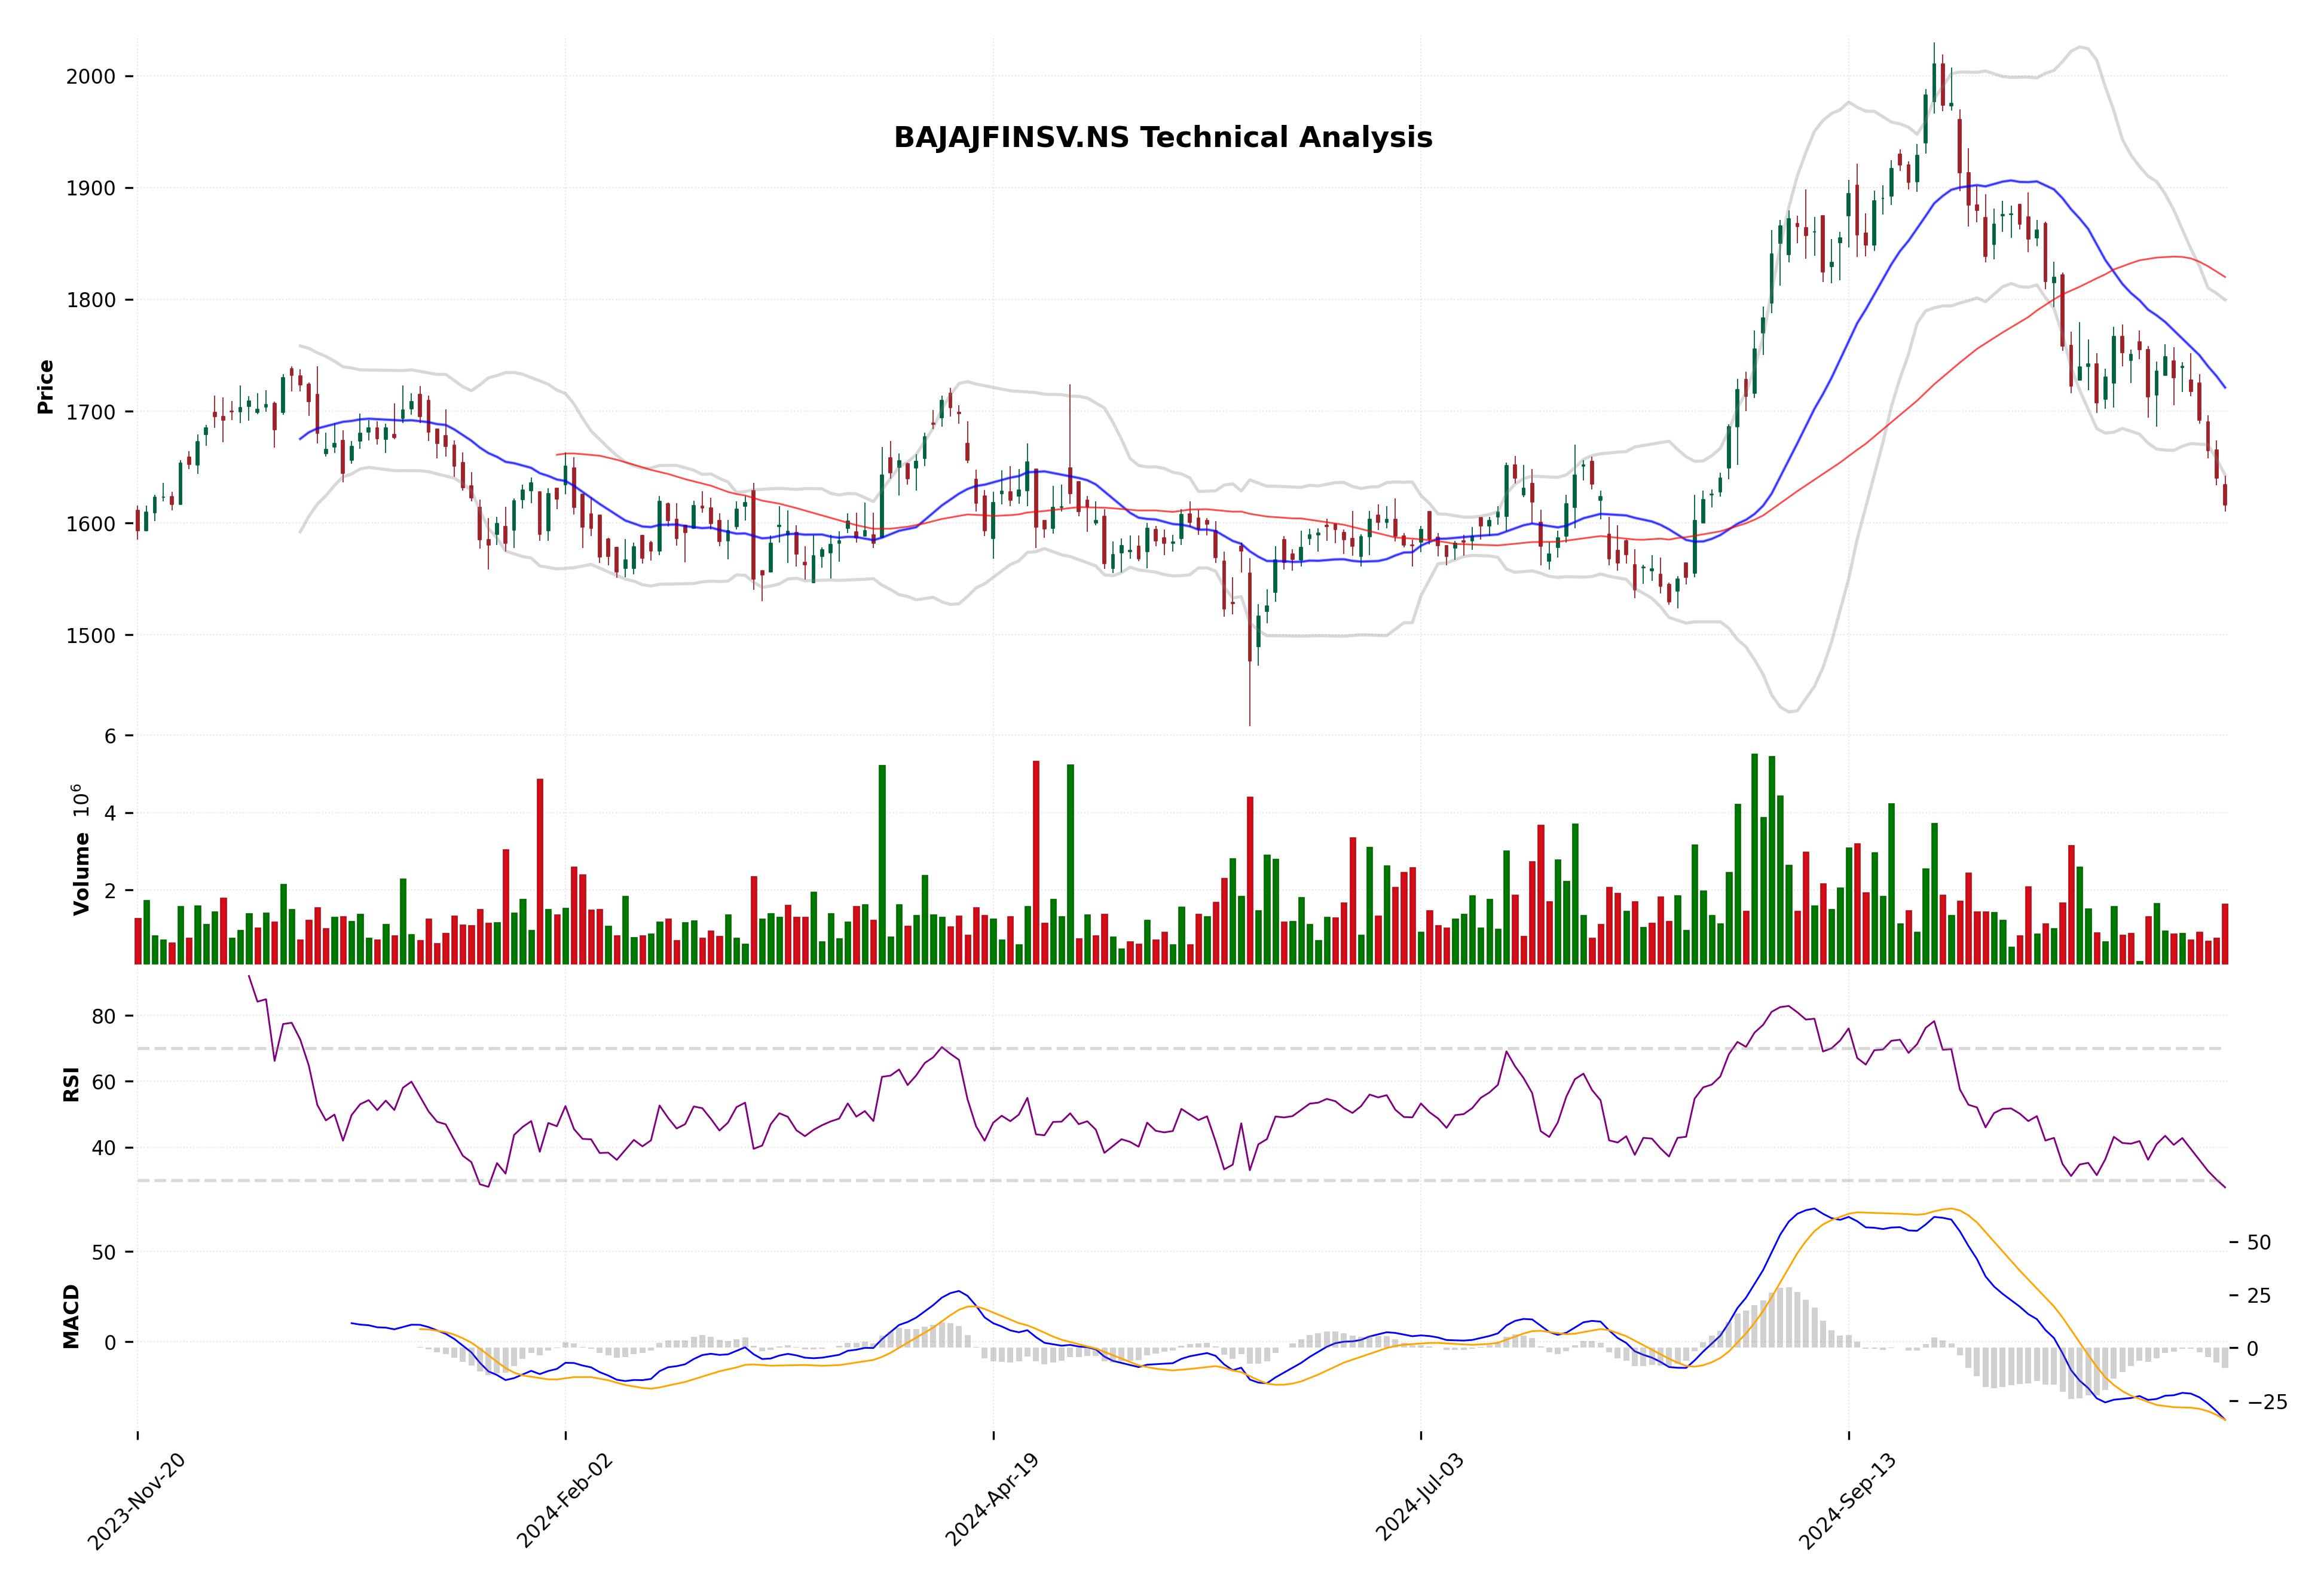 BAJAJFINSV.NS Technical Analysis
Price
2000
1900
1800
1700
1600
1500
Volume 10^6
6
4
2
RSI
80
60
40
MACD
50
0
50
25
0
−25
2023-Nov-20
2024-Feb-02
2024-Apr-19
2024-Jul-03
2024-Sep-13